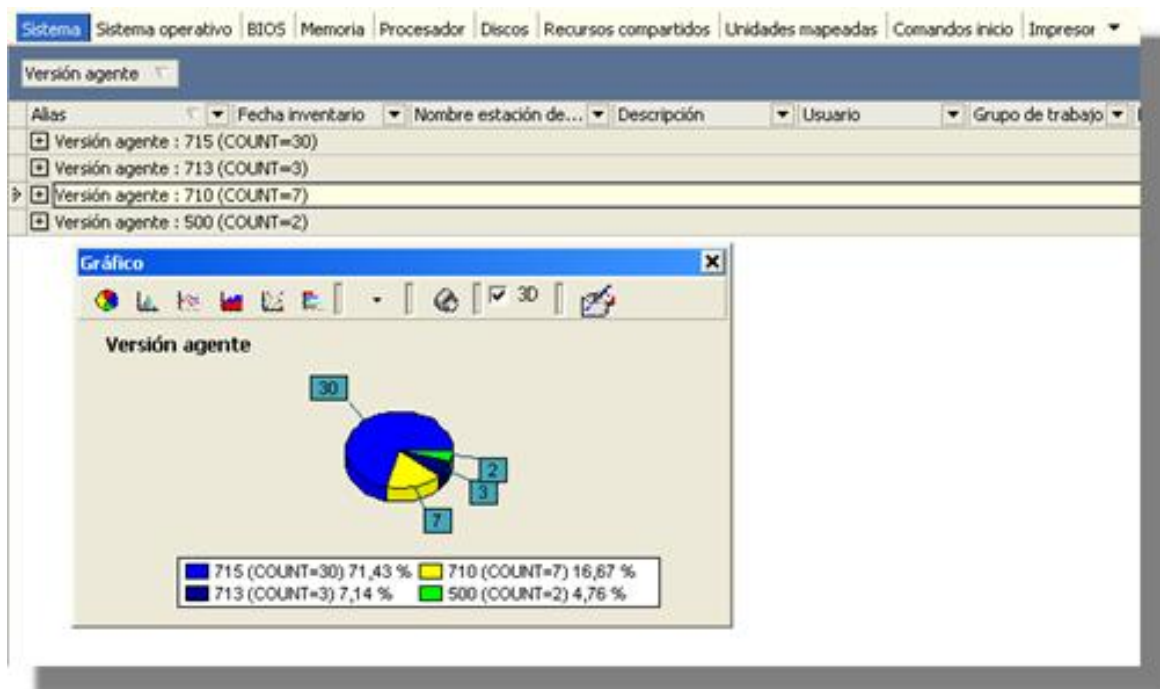 Sistema Sistema operativo BIOS Memoria Procesador Discos Recursos compartidos Unidades mapeadas Comandos inicio Impresor
Versión agente
Alias Fecha inventario Nombre estación de... Descripción Usuario Grupo de trabajo
Versión agente : 715 (COUNT=30)
Versión agente : 713 (COUNT=3)
Versión agente : 710 (COUNT=7)
Versión agente : 500 (COUNT=2)
Gráfico
3D
Versión agente
30
2
3
7
715 (COUNT=30) 71,43 % 710 (COUNT=7) 16,67 %
713 (COUNT=3) 7,14 % 500 (COUNT=2) 4,76 %